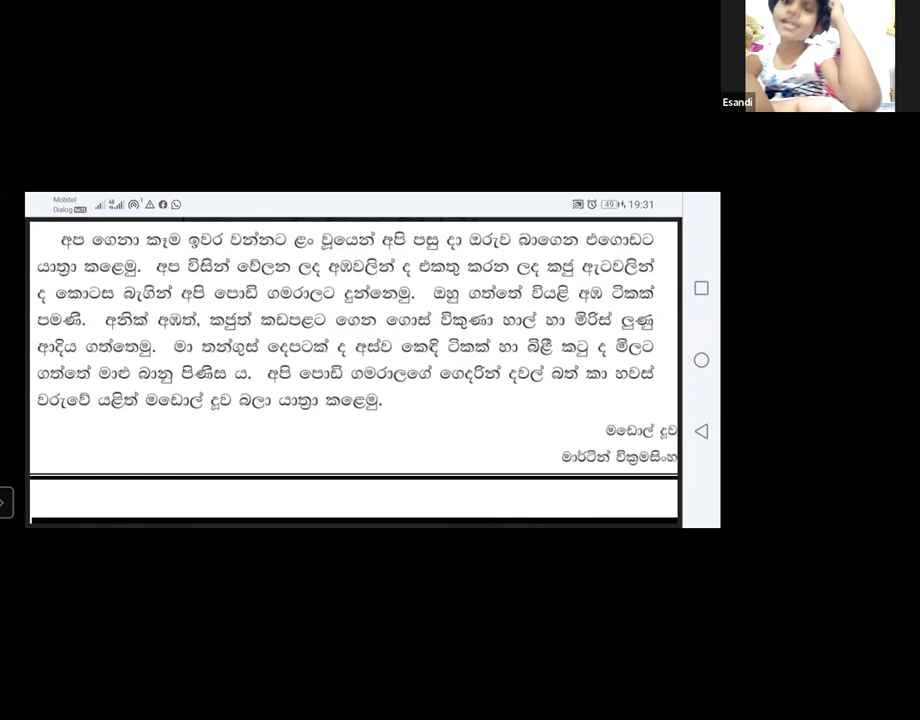 Esandi
Mobitel
Dialog
49 19:31
අප ගෙනා කෑම ඉවර වන්නට ළං වූයෙන් අපි පසු දා ඔරුව බාගෙන එගොඩට
යාත්‍රා කළෙමු. අප විසින් වේලන ලද අඹවලින් ද එකතු කරන ලද කජු ඇටවලින්
ද කොටස බැගින් අපි පොඩි ගමරාලට දුන්නෙමු. ඔහු ගත්තේ වියළි අඹ ටිකක්
පමණි. අනික් අඹත්, කජුත් කඩපළට ගෙන ගොස් විකුණා හාල් හා මිරිස් ලුණු
ආදිය ගත්තෙමු. මා තන්ගුස් දෙපටක් ද අස්ව කෙඳි ටිකක් හා බිළී කටු ද මිලට
ගත්තේ මාළු බානු පිණිස ය. අපි පොඩි ගමරාලගේ ගෙදරින් දවල් බත් කා හවස්
වරුවේ යළිත් මඩොල් දූව බලා යාත්‍රා කළෙමු.
මඩොල් දූව
මාර්ටින් වික්‍රමසිංහ